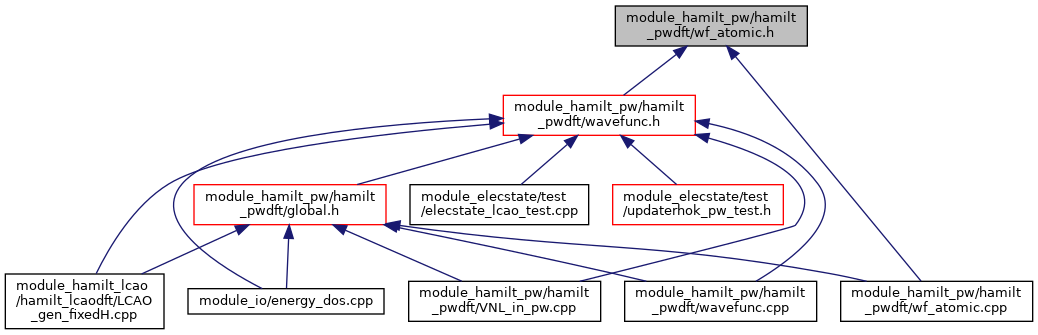 module_hamilt_pw/hamilt
_pwdft/wf_atomic.h
module_hamilt_pw/hamilt
_pwdft/wavefunc.h
module_hamilt_pw/hamilt
_pwdft/global.h
module_elecstate/test
/elecstate_lcao_test.cpp
module_elecstate/test
/updaterhok_pw_test.h
module_hamilt_lcao
/hamilt_lcaodft/LCAO
_gen_fixedH.cpp
module_io/energy_dos.cpp
module_hamilt_pw/hamilt
_pwdft/VNL_in_pw.cpp
module_hamilt_pw/hamilt
_pwdft/wavefunc.cpp
module_hamilt_pw/hamilt
_pwdft/wf_atomic.cpp